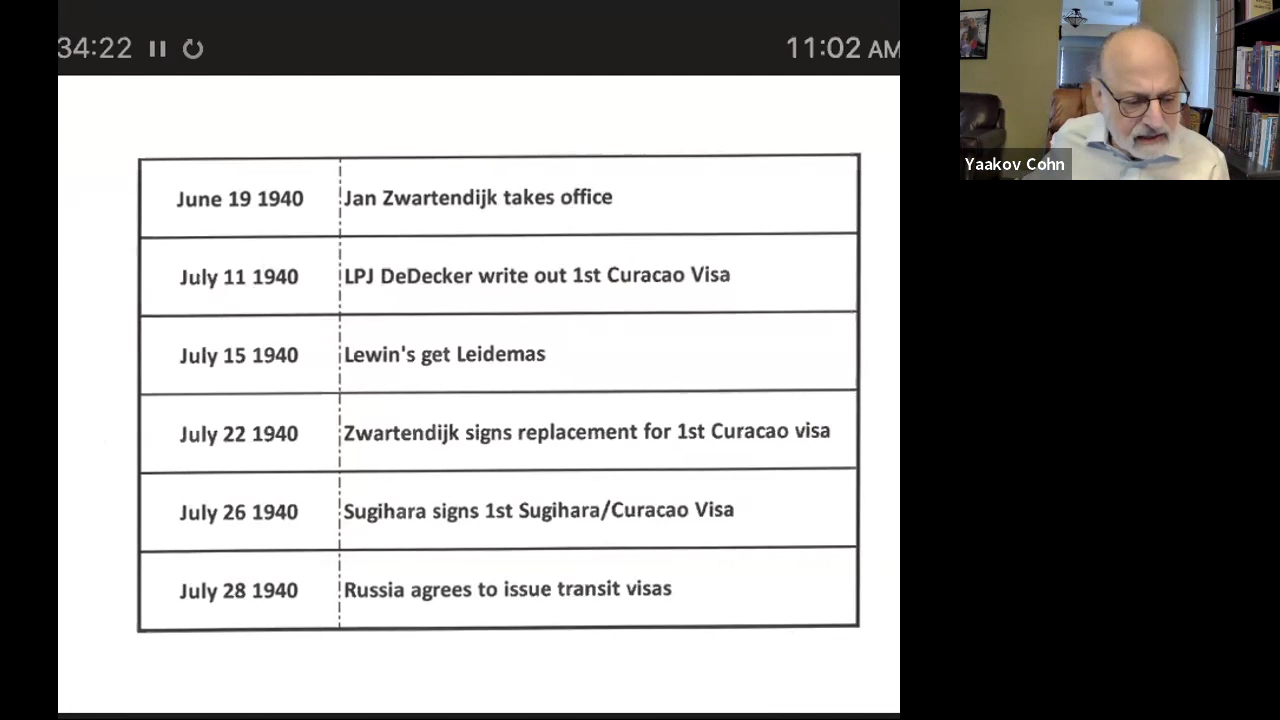 34:22
11:02 AM
Yaakov Cohn
June 19 1940 Jan Zwartendijk takes office
July 11 1940 LPJ DeDecker write out 1st Curacao Visa
July 15 1940 Lewin's get Leidemas
July 22 1940 Zwartendijk signs replacement for 1st Curacao visa
July 26 1940 Sugihara signs 1st Sugihara/Curacao Visa
July 28 1940 Russia agrees to issue transit visas